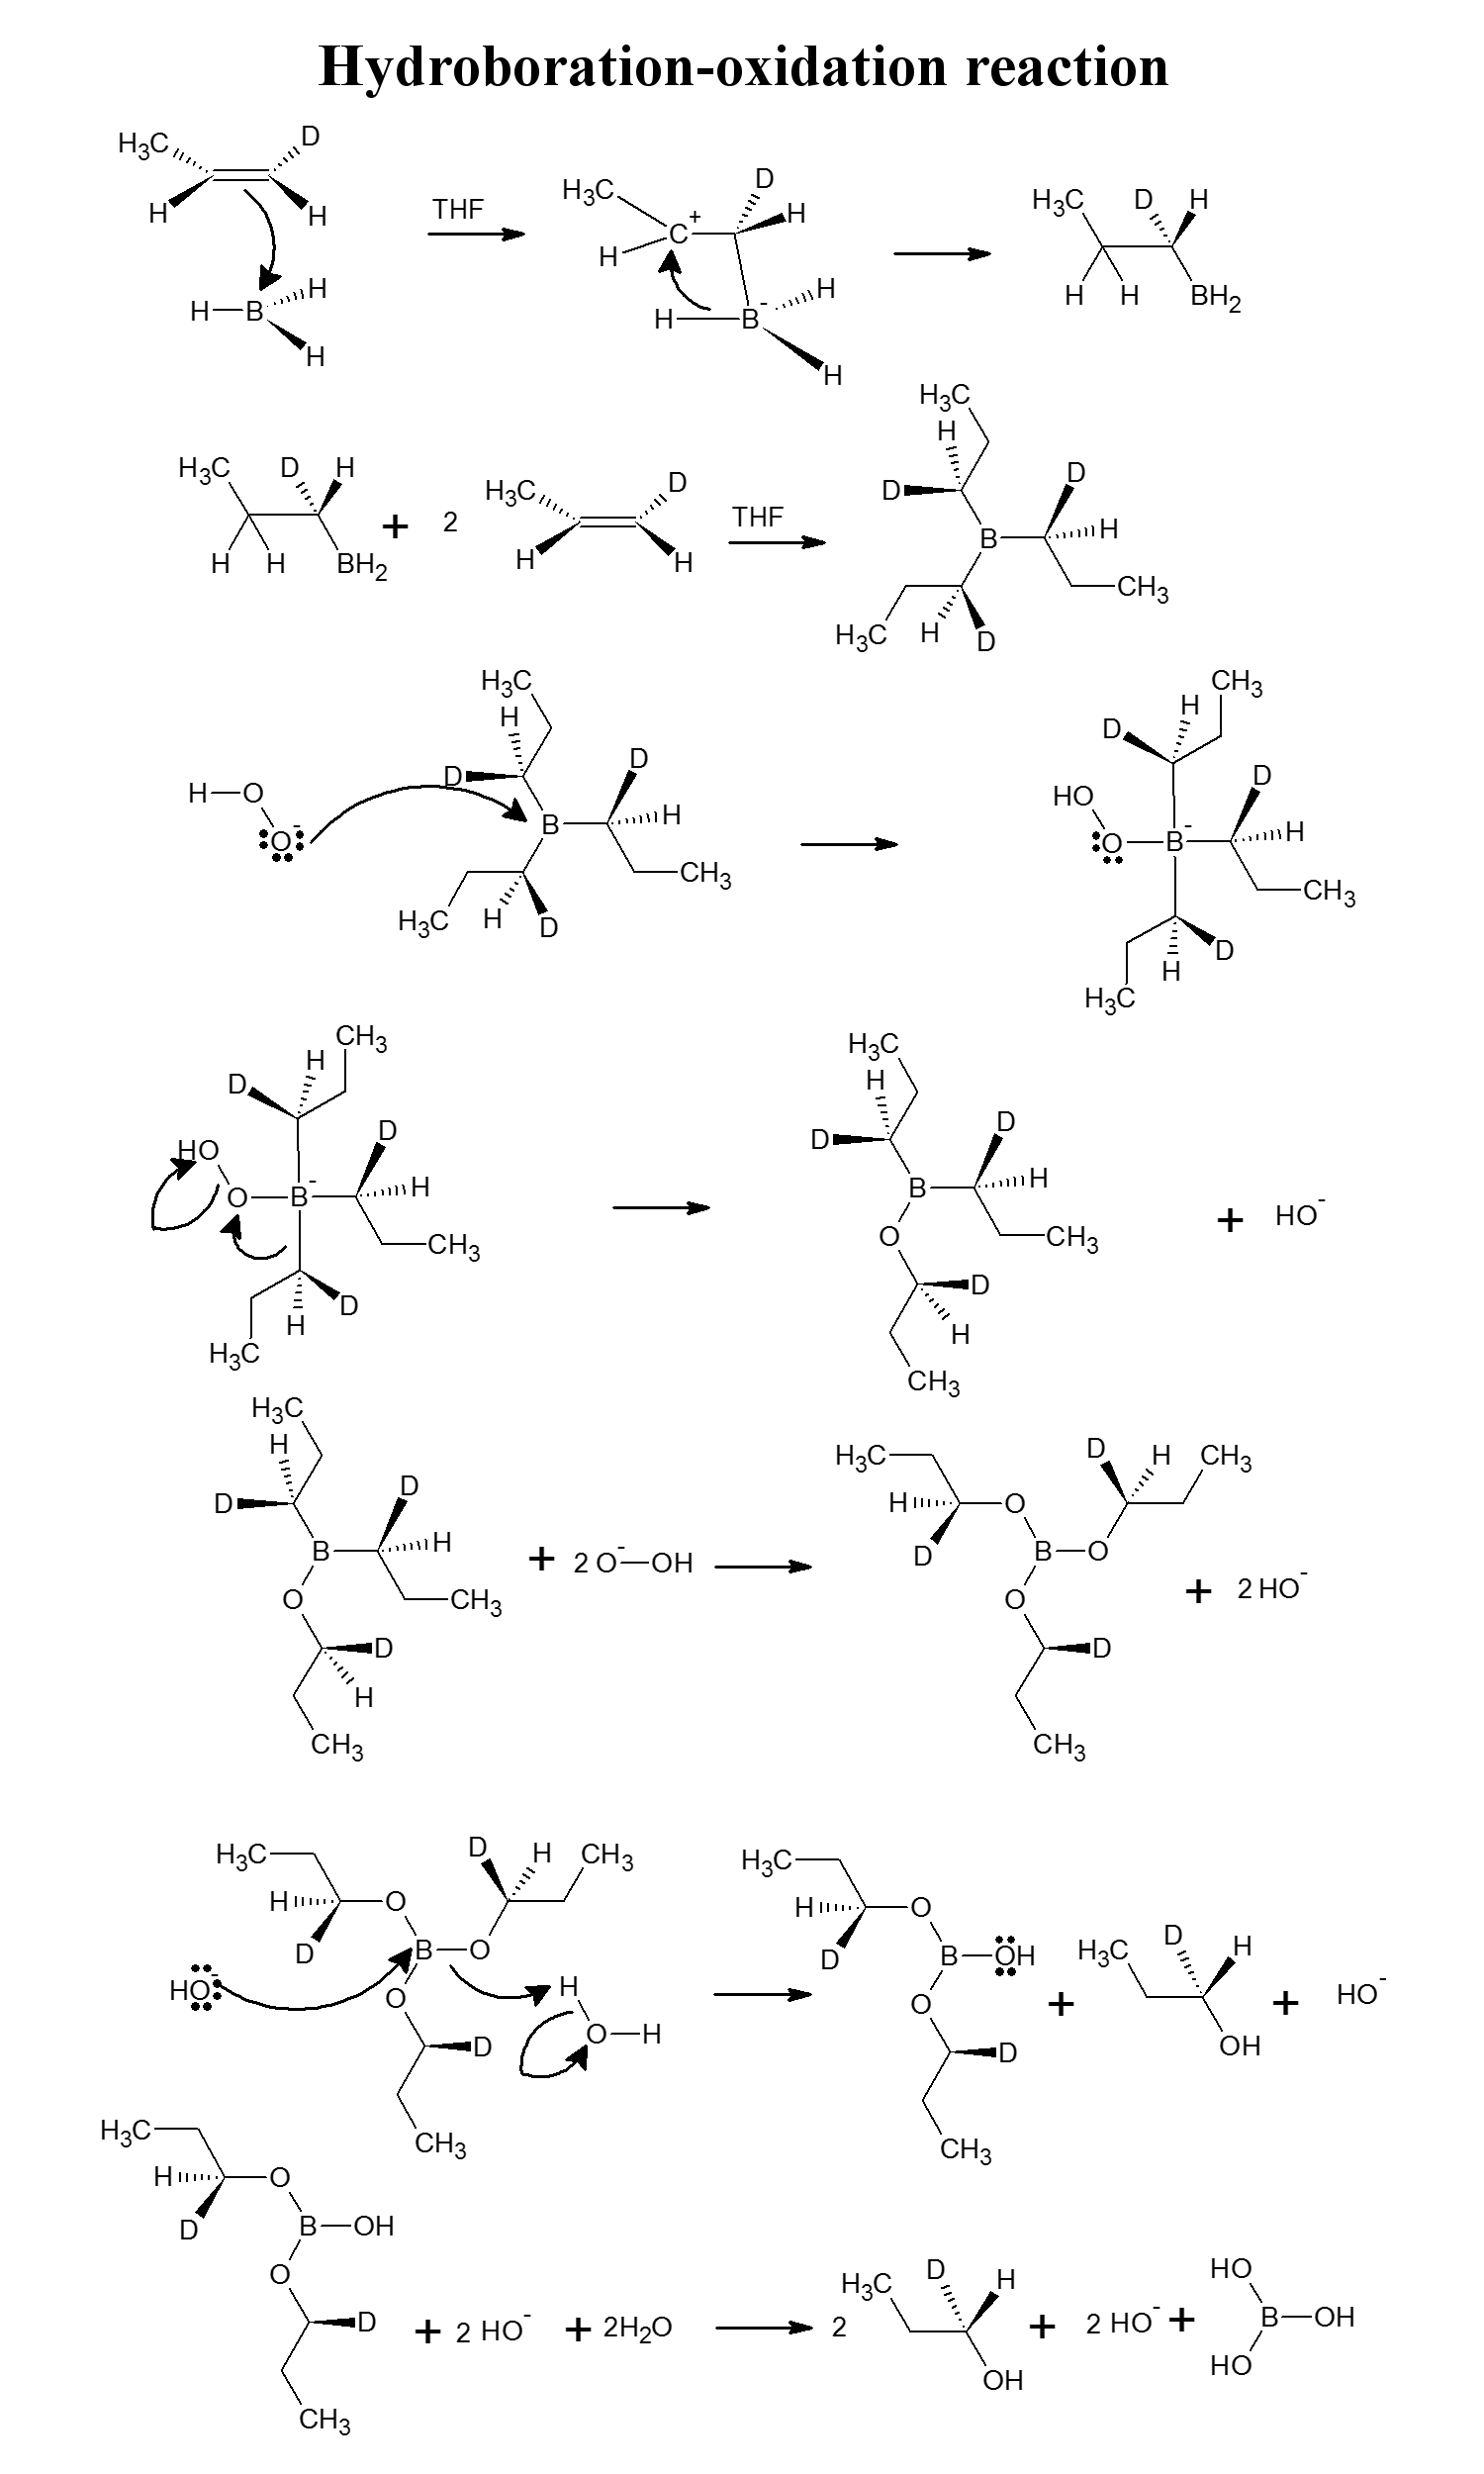 Hydroboration-oxidation reaction
H₃C D
H H
THF
H B H
H
H₃C D
C⁺ H
H
H B⁻ H
H
H₃C D H
H H BH₂
H₃C D H
H H BH₂
+ 2
H₃C D
H H
THF
H₃C
H
D D
B H
CH₃
H₃C H D
H O
O⁻
H₃C
H
D D
B H
CH₃
H₃C H D
CH₃
H
D
HO D
O B⁻ H
CH₃
D
H
H₃C
CH₃
H
D
HO D
O B⁻ H
CH₃
D
H
H₃C
H₃C
H
D D
B H
O CH₃
D
H
CH₃
+ HO⁻
H₃C
H
D D
B H
O CH₃
D
H
CH₃
+ 2 O⁻ OH
H₃C D H CH₃
H O
D B O
O
D
CH₃
+ 2 HO⁻
H₃C D H CH₃
H O
D B O
HO⁻ O
D
CH₃
H
O H
H₃C
H O
D B OH
O
D
CH₃
+
H₃C D H
OH
+ HO⁻
H₃C
H O
D B OH
O
D
CH₃
+ 2 HO⁻ + 2H₂O
2
H₃C D H
OH
+ 2 HO⁻ +
HO
B OH
HO